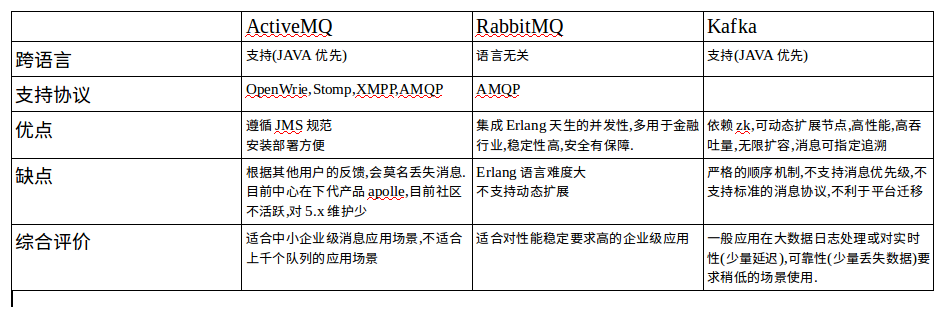 ActiveMQ RabbitMQ Kafka
跨语言 支持(JAVA 优先) 语言无关 支持(JAVA 优先)
支持协议 OpenWrie,Stomp,XMPP,AMQP AMQP
优点
遵循 JMS 规范
安装部署方便
集成 Erlang 天生的并发性,多用于金融
行业,稳定性高,安全有保障.
依赖 zk,可动态扩展节点,高性能,高吞
吐量,无限扩容,消息可指定追溯
缺点
根据其他用户的反馈,会莫名丢失消息.
目前中心在下代产品 apolle,目前社区
不活跃,对 5.x 维护少
Erlang 语言难度大
不支持动态扩展
严格的顺序机制,不支持消息优先级,不
支持标准的消息协议,不利于平台迁移
综合评价
适合中小企业级消息应用场景,不适合
上千个队列的应用场景
适合对性能稳定要求高的企业级应用
一般应用在大数据日志处理或对实时
性(少量延迟),可靠性(少量丢失数据)要
求稍低的场景使用.